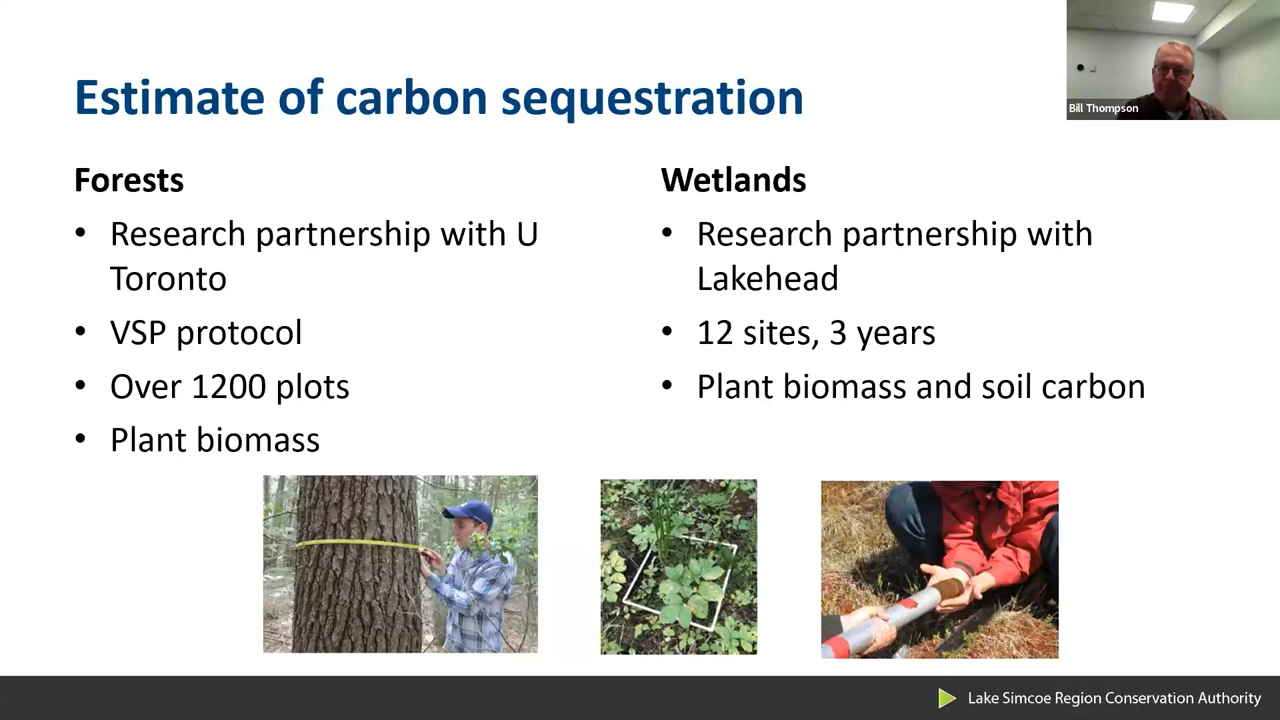 Estimate of carbon sequestration
Bill Thompson
Forests
• Research partnership with U
Toronto
• VSP protocol
• Over 1200 plots
• Plant biomass
Wetlands
• Research partnership with
Lakehead
• 12 sites, 3 years
• Plant biomass and soil carbon
Lake Simcoe Region Conservation Authority